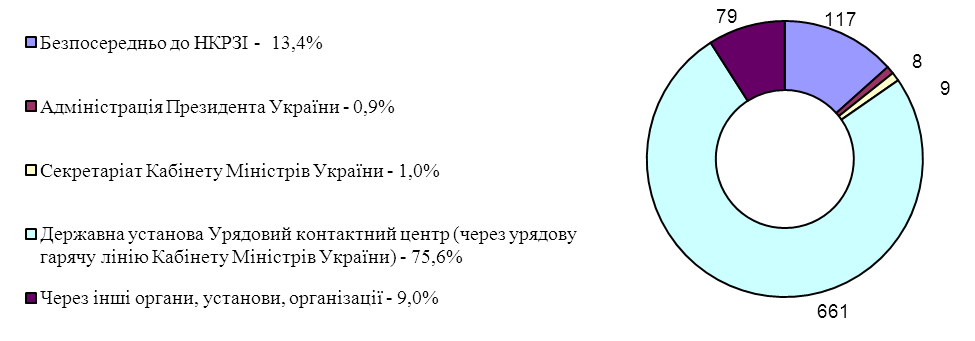 Безпосередньо до НКРЗІ - 13,4%
Адміністрація Президента України - 0,9%
Секретаріат Кабінету Міністрів України - 1,0%
Державна установа Урядовий контактний центр (через урядову
гарячу лінію Кабінету Міністрів України) - 75,6%
Через інші органи, установи, організації - 9,0%
79
117
8
9
661